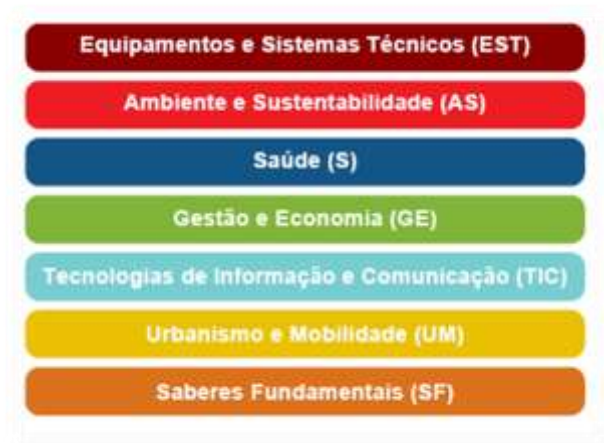 Equipamentos e Sistemas Técnicos (EST)
Ambiente e Sustentabilidade (AS)
Saúde (S)
Gestão e Economia (GE)
Tecnologias de Informação e Comunicação (TIC)
Urbanismo e Mobilidade (UM)
Saberes Fundamentais (SF)